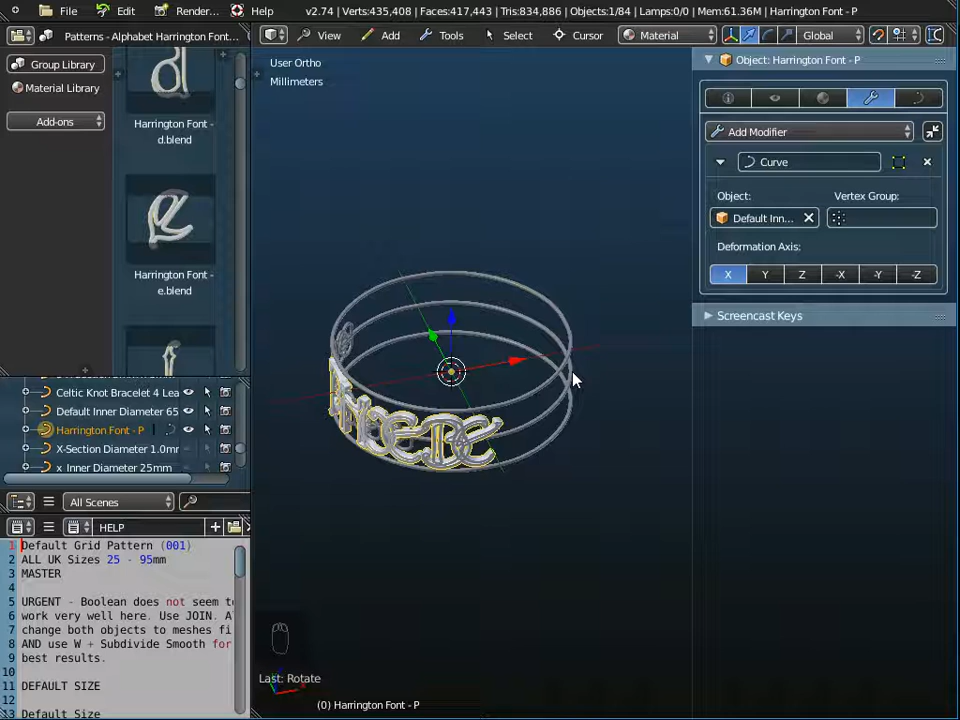 File Edit Render... Help v2.74 | Verts:435,408 | Faces:417,443 | Tris:534,886 | Objects:1/84 | Lamps:0/0 | Mem:61.36M | Harrington Font - P
Patterns - Alphabet Harrington Font... View Add Tools Select Cursor Material Global
Group Library
Material Library
Add-ons
Harrington Font - d.blend
Harrington Font - e.blend
User Ortho
Millimeters
Object: Harrington Font - P
Add Modifier
Curve
Object: Vertex Group:
Default Inn...
Deformation Axis:
X Y Z -X -Y -Z
Screencast Keys
Celtic Knot Bracelet 4 Lea
Default Inner Diameter 65
Harrington Font - P
X-Section Diameter 1.0mr
x Inner Diameter 25mm
All Scenes
HELP
1 Default Grid Pattern (001)
2 ALL UK Sizes 25 - 95mm
3 MASTER
4
5 URGENT - Boolean does not seem t
6 work very well here. Use JOIN. A
7 change both objects to meshes fi
8 AND use W + Subdivide Smooth for
9 best results.
10
11 DEFAULT SIZE
12
13 Default Size
Last: Rotate
(0) Harrington Font - P